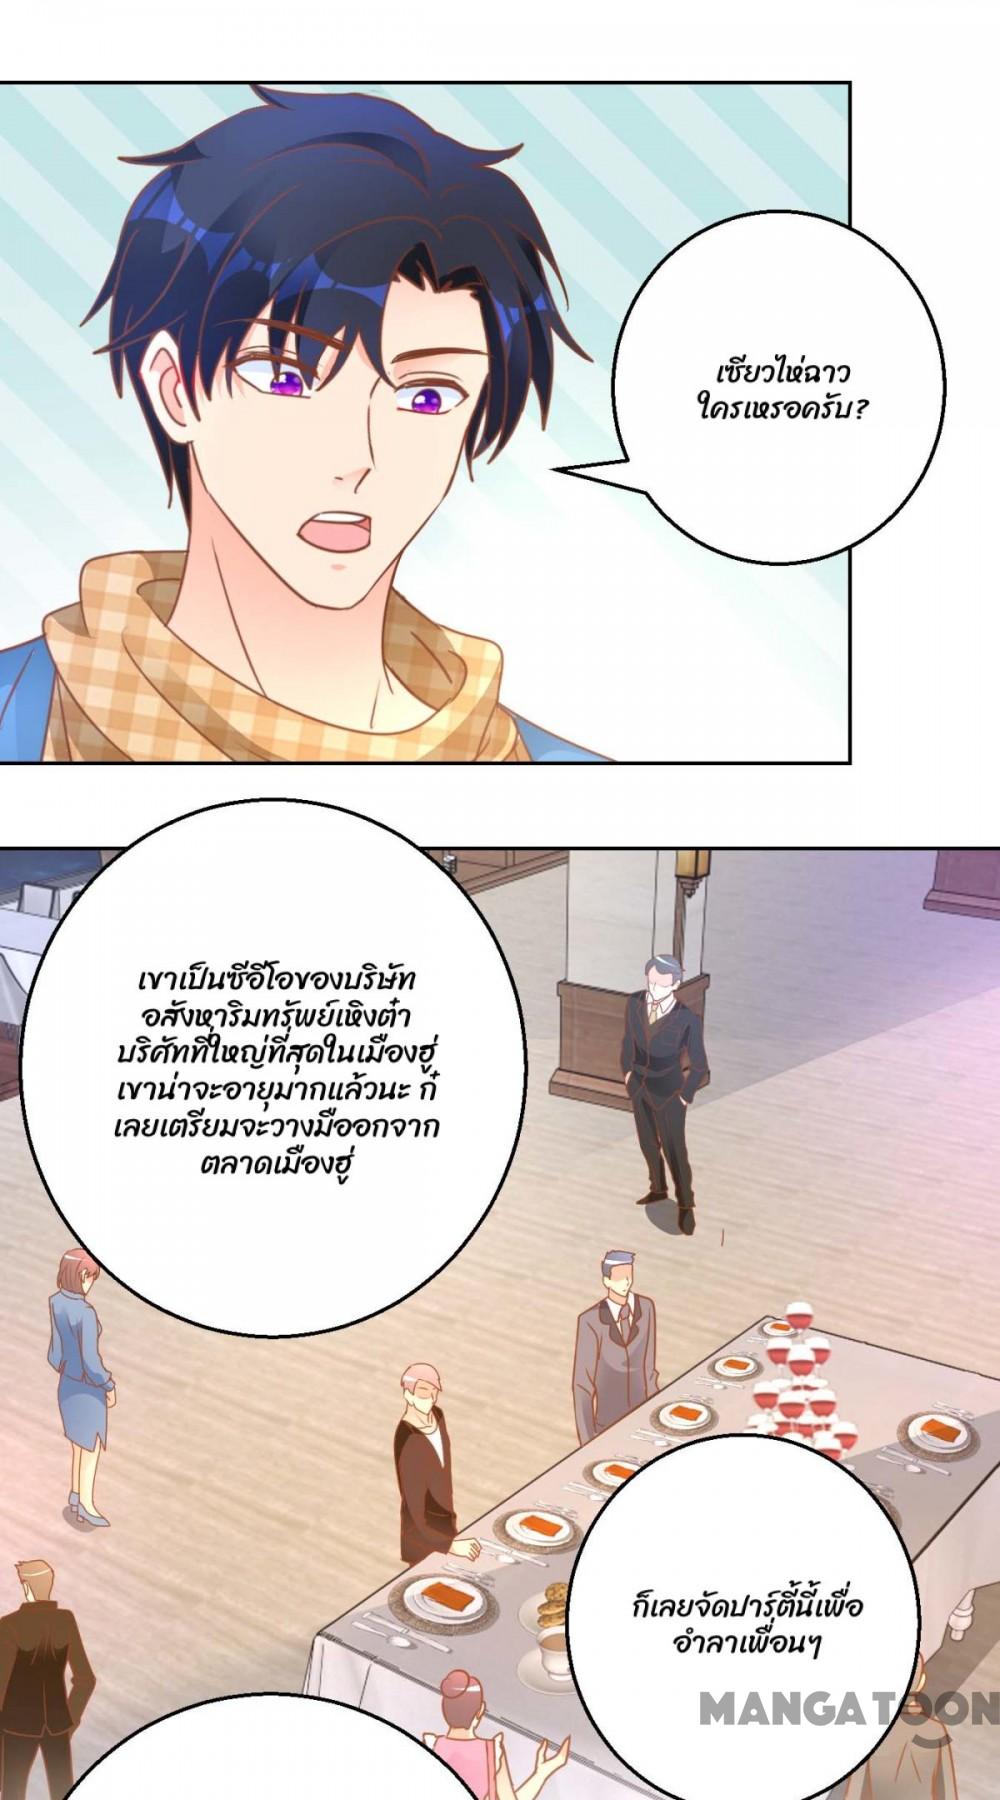 เซียวไห่ฉาว
ใครเหรอครับ?
เขาเป็นซีอีโอของบริษัท
อสังหาริมทรัพย์เหิงต๋า
บริษัทที่ใหญ่ที่สุดในเมืองฮู่
เขาน่าจะอายุมากแล้วนะ ก็
เลยเตรียมจะวางมือออกจาก
ตลาดเมืองฮู่
ก็เลยจัดปาร์ตี้นี้เพื่อ
อำลาเพื่อนๆ
MANGATOON